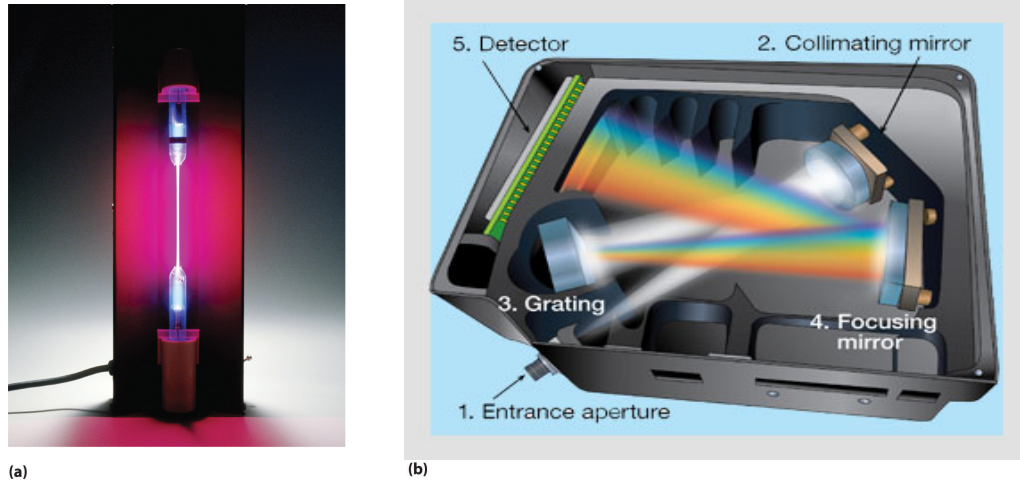 5. Detector
2. Collimating mirror
3. Grating
4. Focusing
mirror
1. Entrance aperture
(a)
(b)